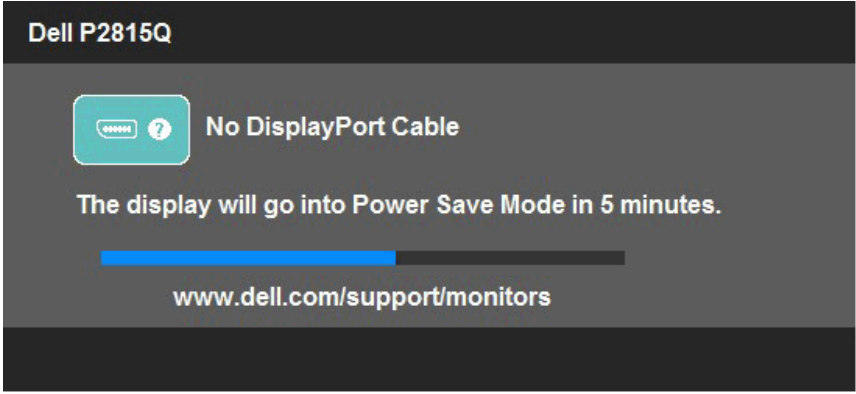 Dell P2815Q
No DisplayPort Cable
The display will go into Power Save Mode in 5 minutes.
www.dell.com/support/monitors